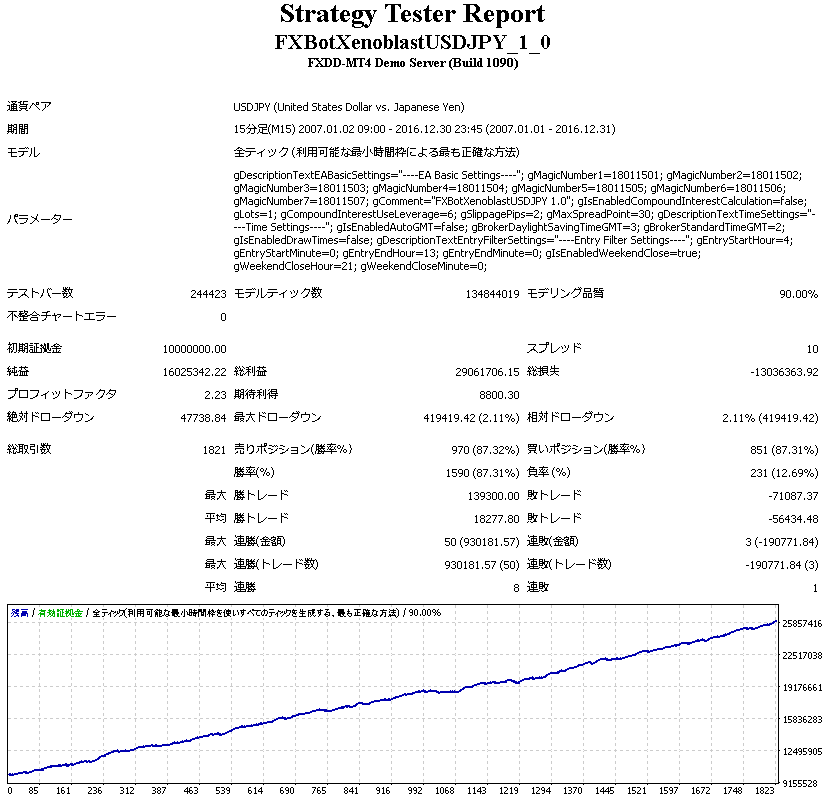 Strategy Tester Report
FXBotXenoblastUSDJPY_1_0
FXDD-MT4 Demo Server (Build 1090)
通貨ペア USDJPY (United States Dollar vs. Japanese Yen)
期間 15分足(M15) 2007.01.02 09:00 - 2016.12.30 23:45 (2007.01.01 - 2016.12.31)
モデル 全ティック (利用可能な最小時間枠による最も正確な方法)
パラメーター
gDescriptionTextEABasicSettings="----EA Basic Settings----"; gMagicNumber1=18011501; gMagicNumber2=18011502;
gMagicNumber3=18011503; gMagicNumber4=18011504; gMagicNumber5=18011505; gMagicNumber6=18011506;
gMagicNumber7=18011507; gComment="FXBotXenoblastUSDJPY 1.0"; gIsEnabledCompoundInterestCalculation=false;
gLots=1; gCompoundInterestUseLeverage=6; gSlippagePips=2; gMaxSpreadPoint=30; gDescriptionTextTimeSettings="-
---Time Settings----"; gIsEnabledAutoGMT=false; gBrokerDaylightSavingTimeGMT=3; gBrokerStandardTimeGMT=2;
gIsEnabledDrawTimes=false; gDescriptionTextEntryFilterSettings="----Entry Filter Settings----"; gEntryStartHour=4;
gEntryStartMinute=0; gEntryEndHour=13; gEntryEndMinute=0; gIsEnabledWeekendClose=true;
gWeekendCloseHour=21; gWeekendCloseMinute=0;
テストバー数 244423 モデルティック数 134844019 モデリング品質 90.00%
不整合チャートエラー 0
初期証拠金 10000000.00 スプレッド 10
純益 16025342.22 総利益 29061706.15 総損失 -13036363.92
プロフィットファクタ 2.23 期待利得 8800.30
絶対ドローダウン 47738.84 最大ドローダウン 419419.42 (2.11%) 相対ドローダウン 2.11% (419419.42)
総取引数 1821 売りポジション(勝率%) 970 (87.32%) 買いポジション(勝率%) 851 (87.31%)
勝率(%) 1590 (87.31%) 負率 (%) 231 (12.69%)
最大 勝トレード 139300.00 敗トレード -71087.37
平均 勝トレード 18277.80 敗トレード -56434.48
最大 連勝(金額) 50 (930181.57) 連敗(金額) 3 (-190771.84)
最大 連勝(トレード数) 930181.57 (50) 連敗(トレード数) -190771.84 (3)
平均 連勝 8 連敗 1
残高 / 有効証拠金 / 全ティック(利用可能な最小時間枠を使いすべてのティックを生成する、最も正確な方法) / 90.00%
25857416
22517038
19176661
15836283
12495905
9155528
0 85 161 236 312 387 463 539 614 690 765 841 916 992 1068 1143 1219 1294 1370 1445 1521 1597 1672 1748 1823